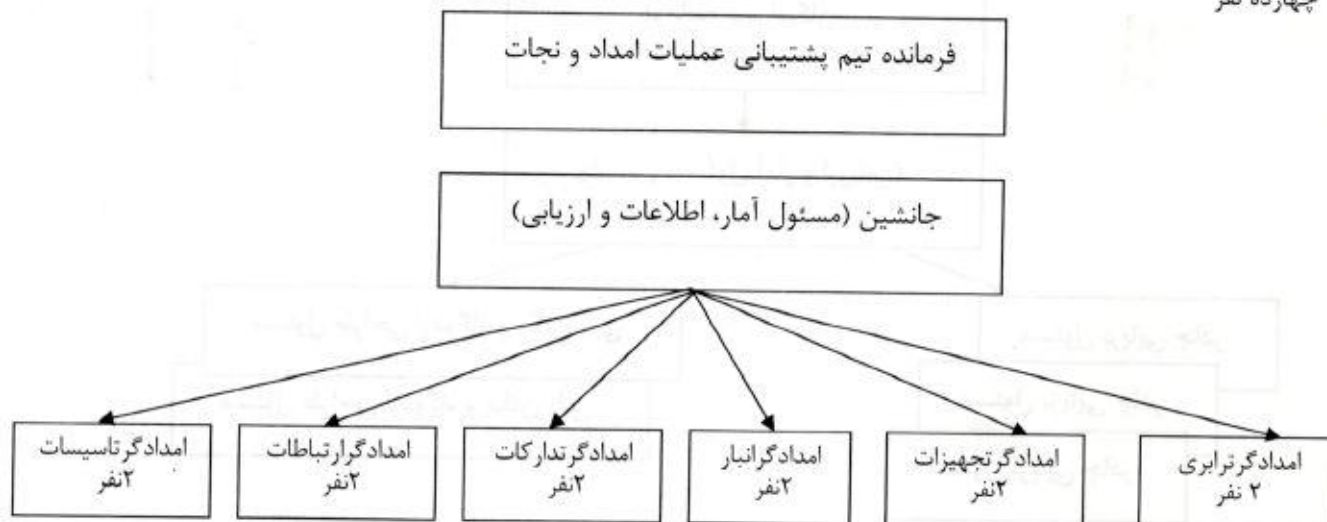 چهارده نفر
فرمانده تیم پشتیبانی عملیات امداد و نجات
جانشین (مسئول آمار، اطلاعات و ارزیابی)
امدادگرترابری
۲ نفر
امدادگرتجهیزات
۲نفر
امدادگرانبار
۲نفر
امدادگرتدارکات
۲نفر
امدادگرارتباطات
۲نفر
امدادگرتاسیسات
۲نفر